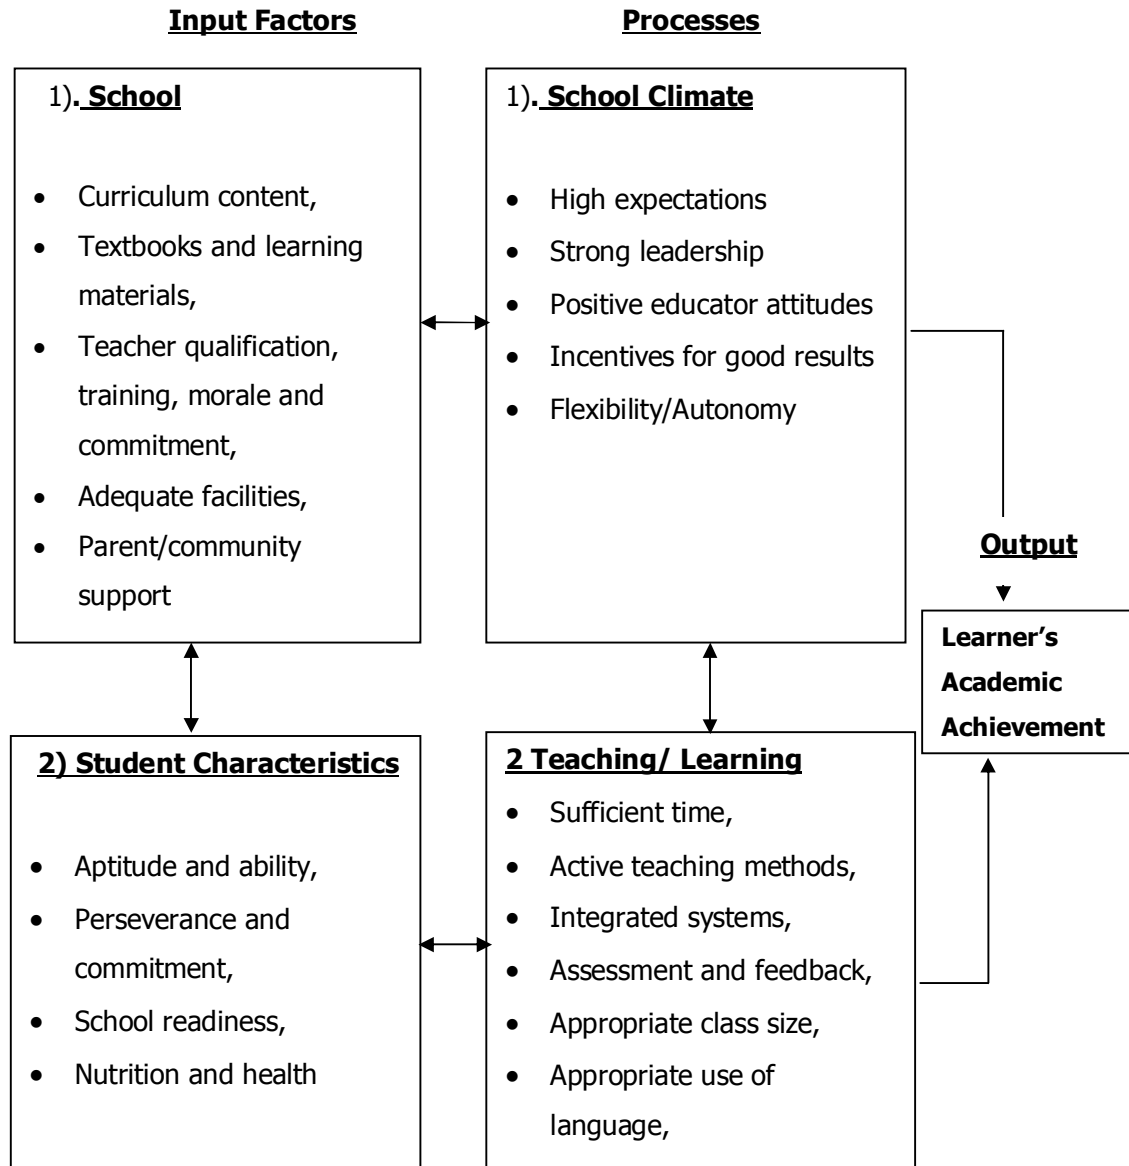 Input Factors
Processes
1). School
• Curriculum content,
• Textbooks and learning
materials,
• Teacher qualification,
training, morale and
commitment,
• Adequate facilities,
• Parent/community
support
1). School Climate
• High expectations
• Strong leadership
• Positive educator attitudes
• Incentives for good results
• Flexibility/Autonomy
Output
Learner’s
Academic
Achievement
2) Student Characteristics
• Aptitude and ability,
• Perseverance and
commitment,
• School readiness,
• Nutrition and health
2 Teaching/ Learning
• Sufficient time,
• Active teaching methods,
• Integrated systems,
• Assessment and feedback,
• Appropriate class size,
• Appropriate use of
language,